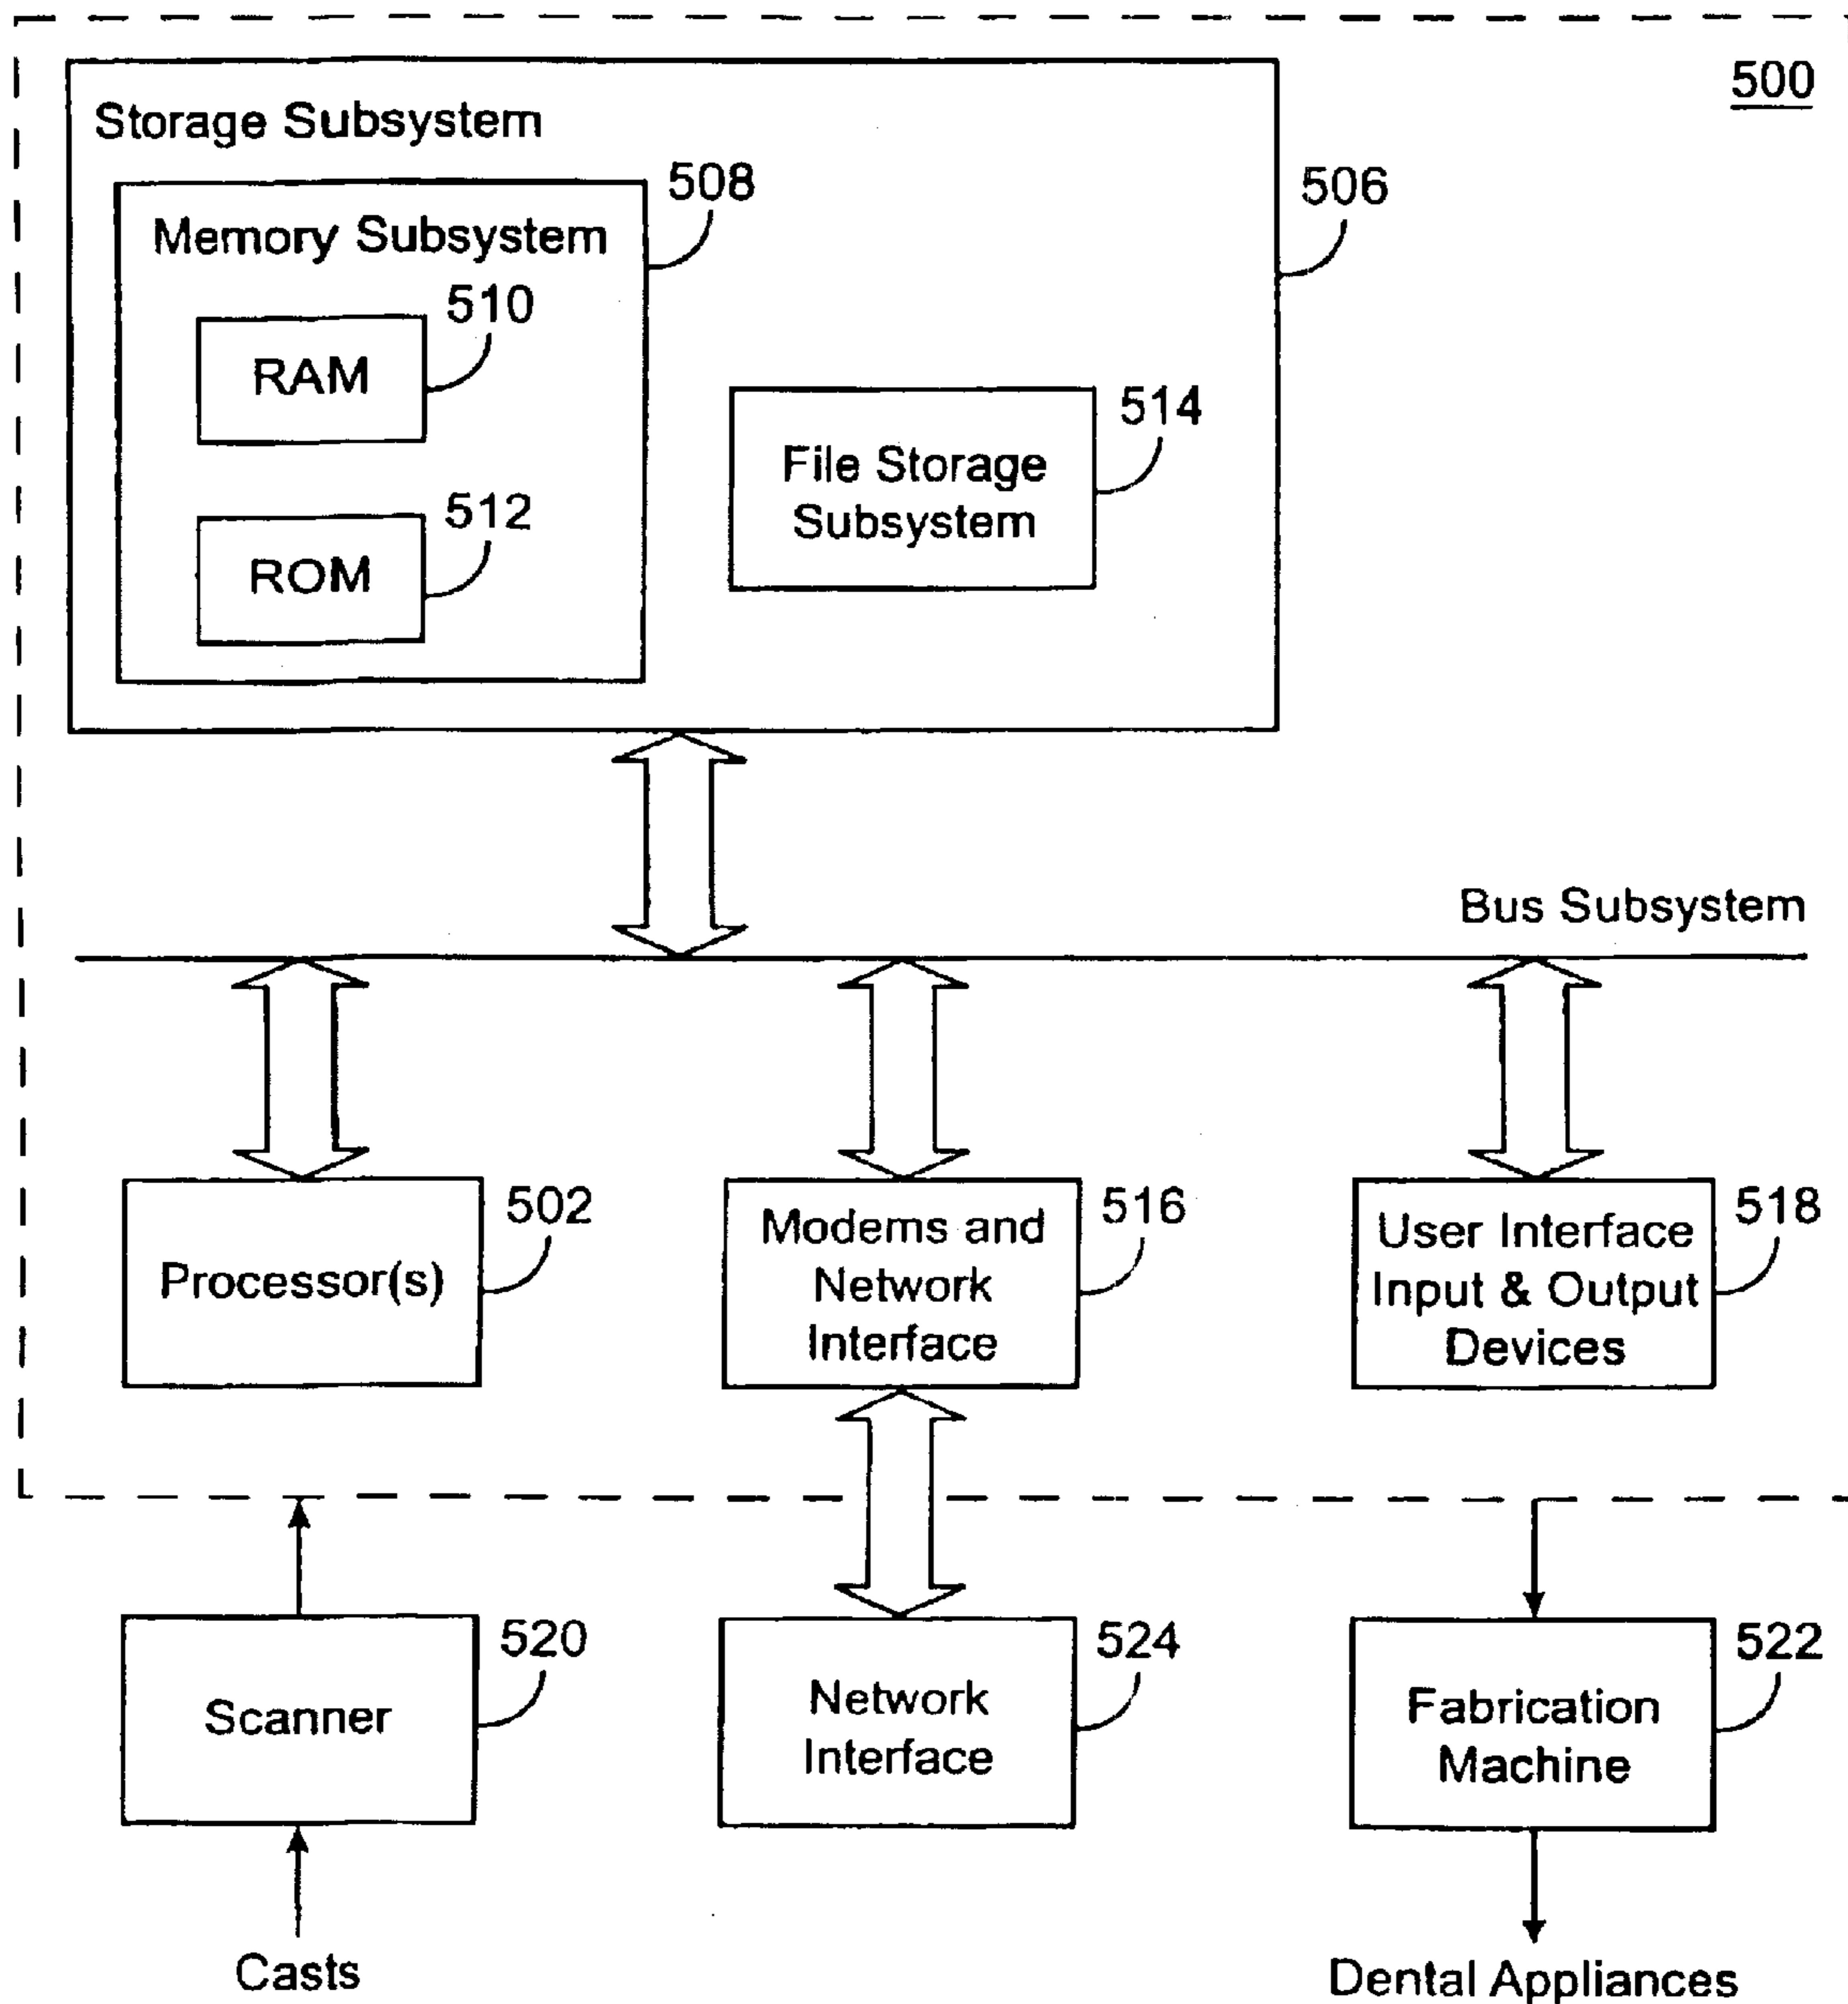 500
Storage Subsystem
508
506
Memory Subsystem
510
RAM
514
File Storage
Subsystem
512
ROM
Bus Subsystem
502
Processor(s)
516
Modems and
Network
Interface
518
User Interface
Input & Output
Devices
520
Scanner
524
Network
Interface
522
Fabrication
Machine
Casts
Dental Appliances